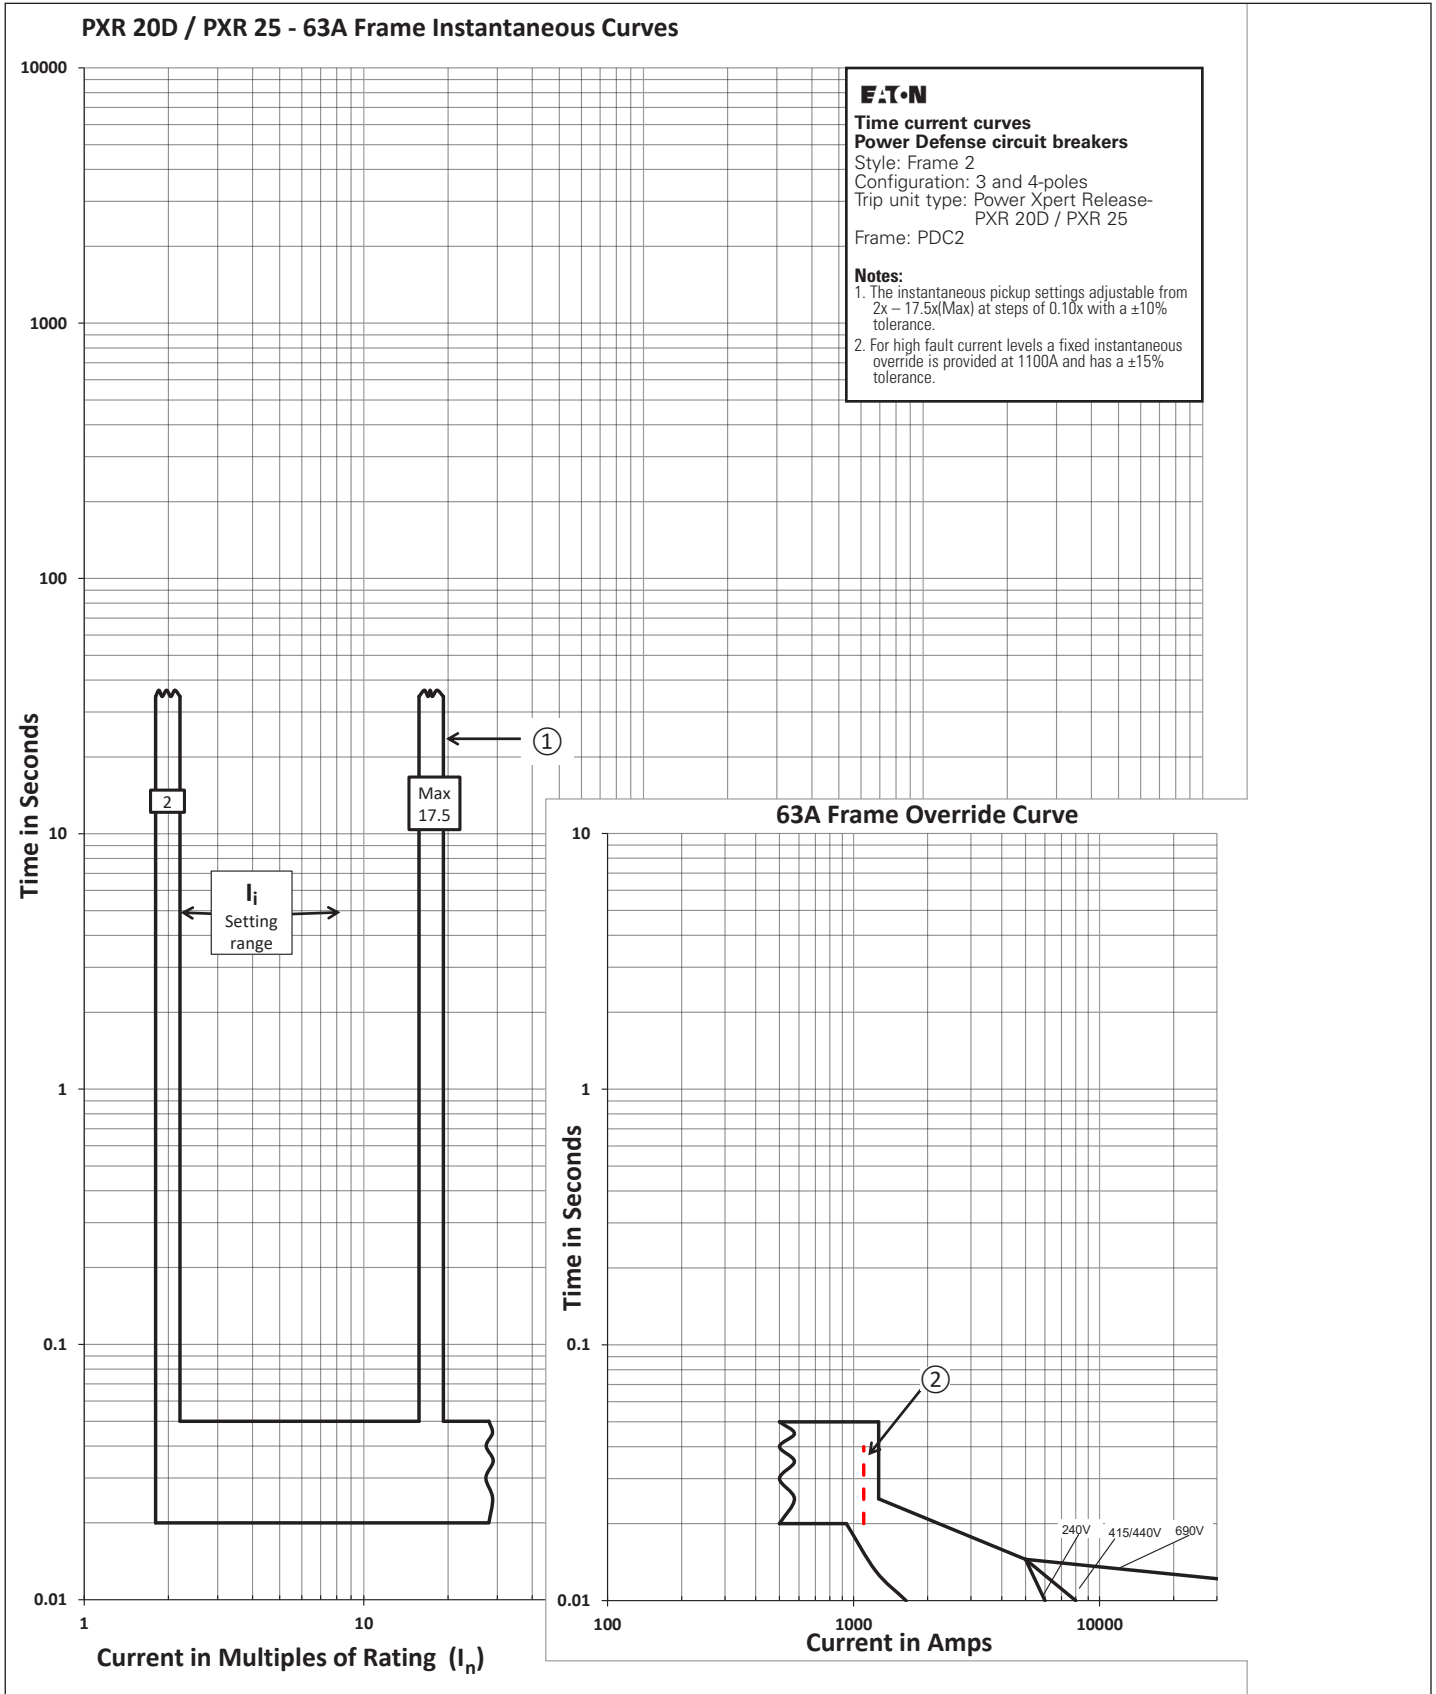 PXR 20D / PXR 25 - 63A Frame Instantaneous Curves
10000
1000
100
10
1
0.1
0.01
Time in Seconds
EATON
Time current curves
Power Defense circuit breakers
Style: Frame 2
Configuration: 3 and 4-poles
Trip unit type: Power Xpert Release-
PXR 20D / PXR 25
Frame: PDC2
Notes:
1. The instantaneous pickup settings adjustable from
2x – 17.5x(Max) at steps of 0.10x with a ±10%
tolerance.
2. For high fault current levels a fixed instantaneous
override is provided at 1100A and has a ±15%
tolerance.
1
2
Max
17.5
Ii
Setting
range
1
10
Current in Multiples of Rating (In)
63A Frame Override Curve
10
1
0.1
0.01
Time in Seconds
2
240V
415/440V
690V
100
1000
10000
Current in Amps